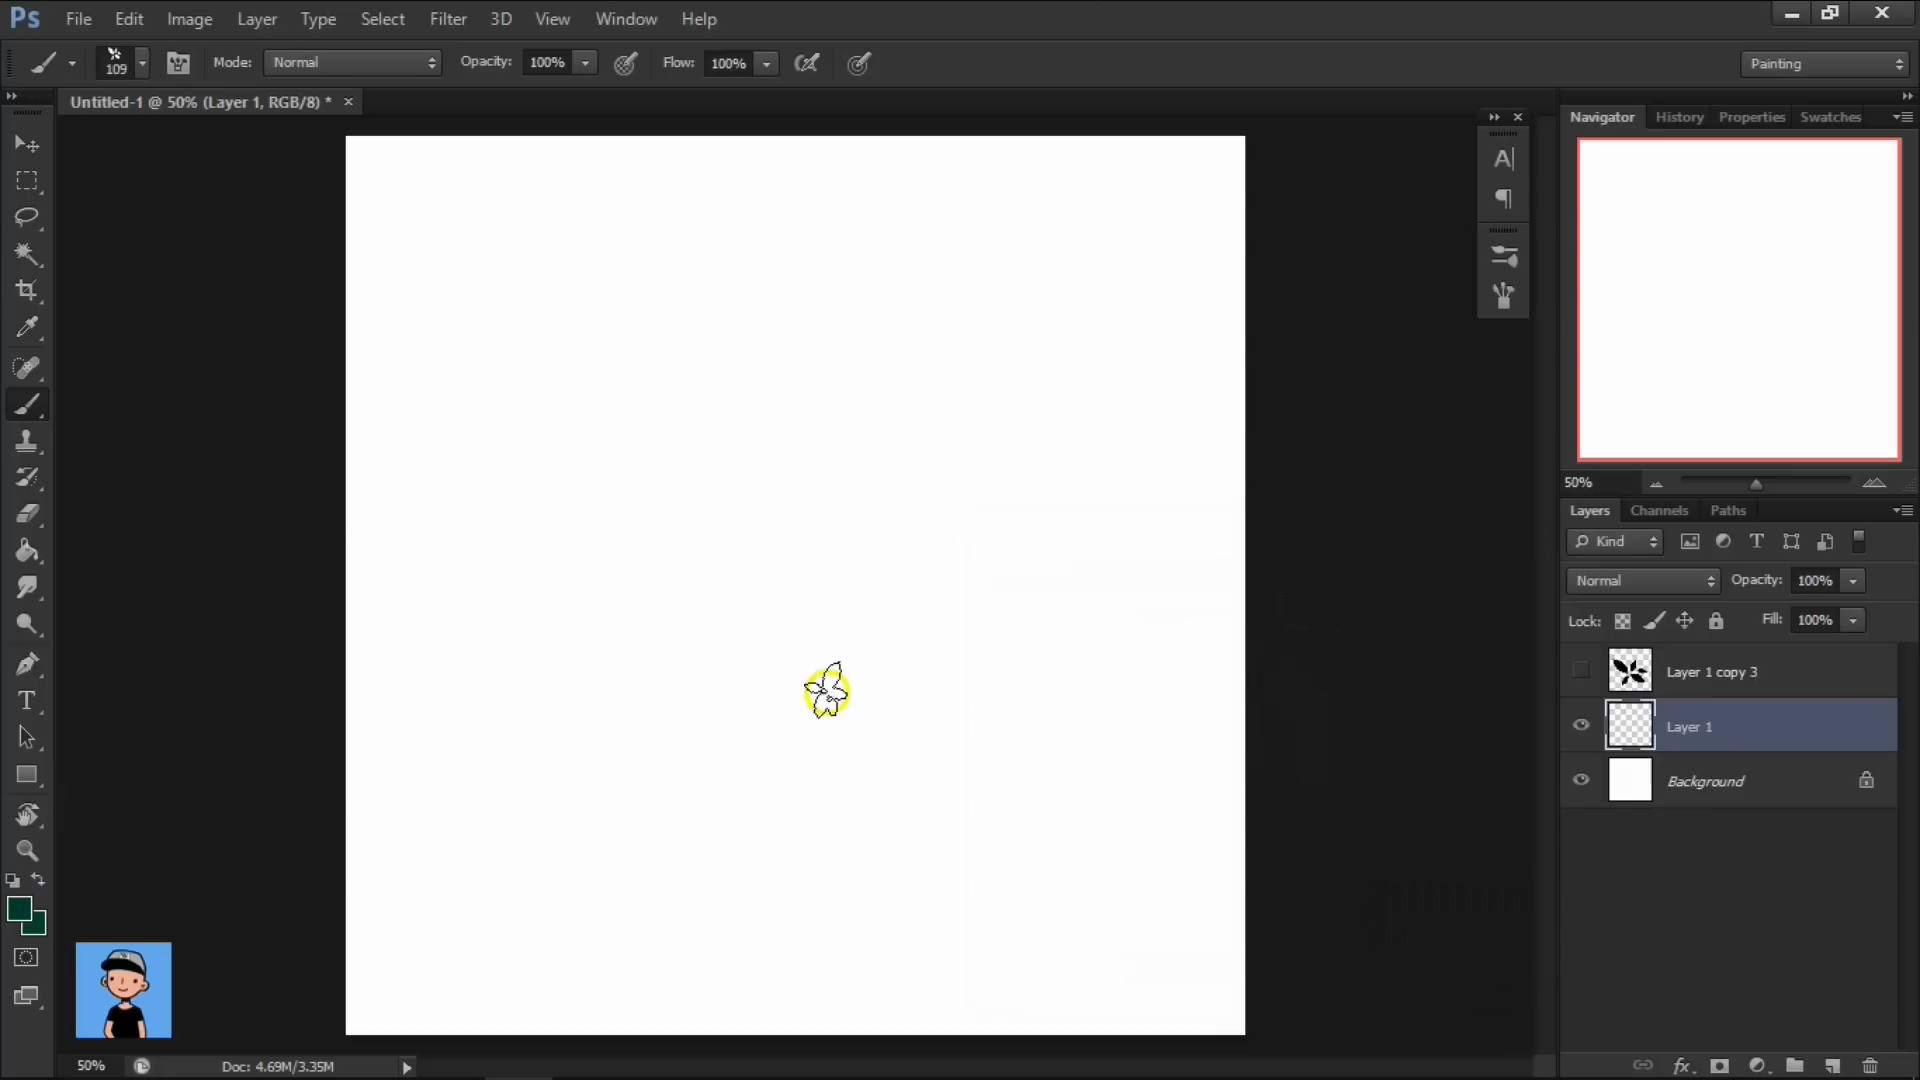 Ps File Edit Image Layer Type Select Filter 3D View Window Help
109 Mode: Normal Opacity: 100% Flow: 100% Painting
Untitled-1 @ 50% (Layer 1, RGB/8) * ×
Navigator History Properties Swatches
A|
¶
50%
Layers Channels Paths
Kind T
Normal Opacity: 100%
Lock: Fill: 100%
Layer 1 copy 3
Layer 1
Background
T
50% Doc: 4.69M/3.35M
fx